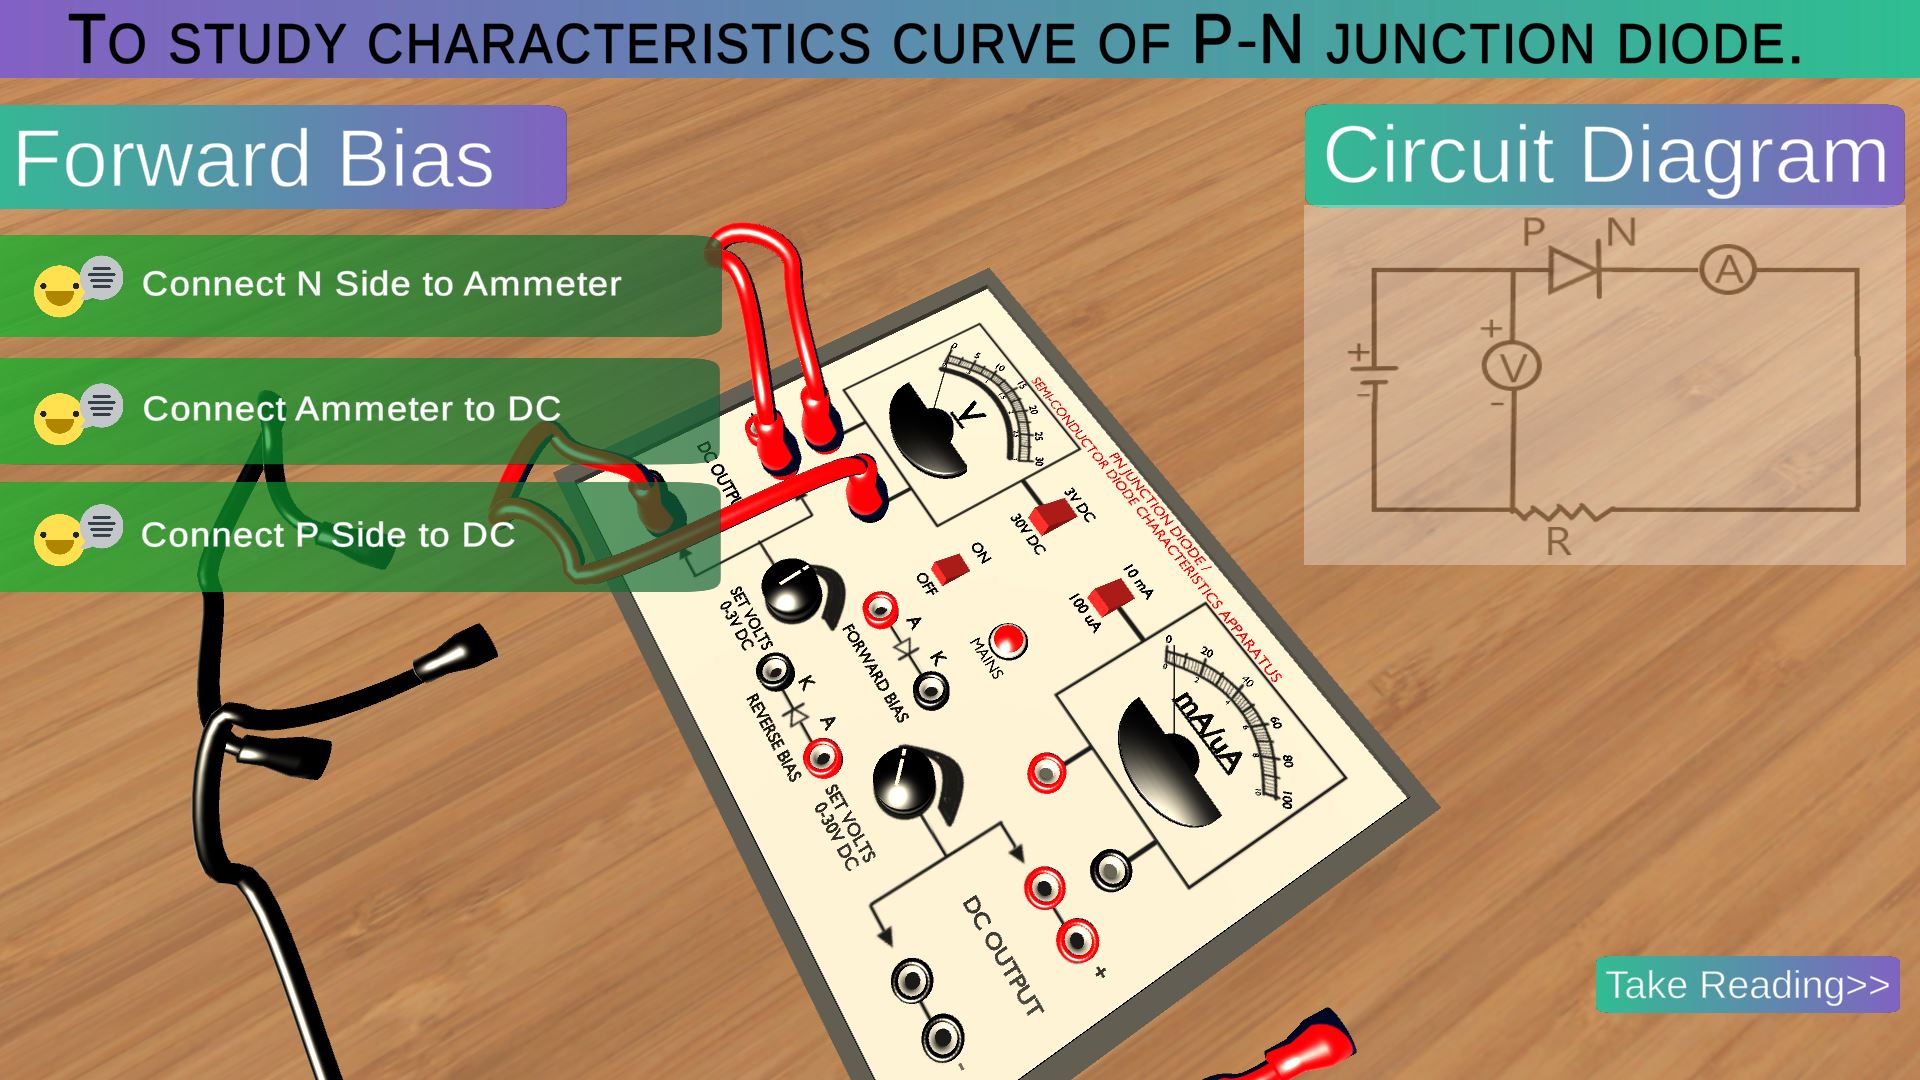 To study characteristics curve of P-N junction diode.
Forward Bias
Connect N Side to Ammeter
Connect Ammeter to DC
Connect P Side to DC
Circuit Diagram
P N
A
+
V
-
+
-
R
SEMI-CONDUCTOR DIODE CHARACTERISTICS APPARATUS
PN JUNCTION DIODE /
0 5 10 15 20 25 30
V
3V DC
30V DC
ON
OFF
10 mA
100 uA
MAINS
SET VOLTS
0-3V DC
A
K
FORWARD BIAS
K
A
REVERSE BIAS
SET VOLTS
0-30V DC
0 20 40 60 80 100
mA/uA
DC OUTPUT
+
-
Take Reading>>